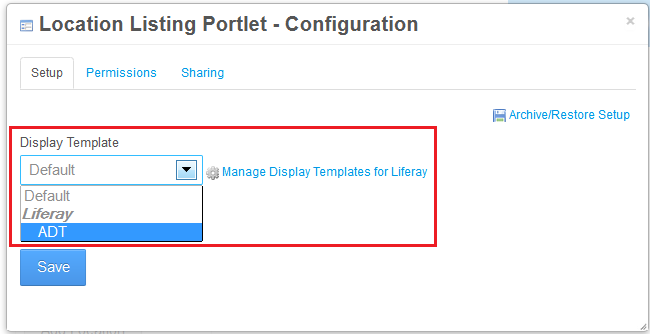 Location Listing Portlet - Configuration ×
Setup Permissions Sharing
Archive/Restore Setup
Display Template
Default Manage Display Templates for Liferay
Default
Liferay
ADT
Save